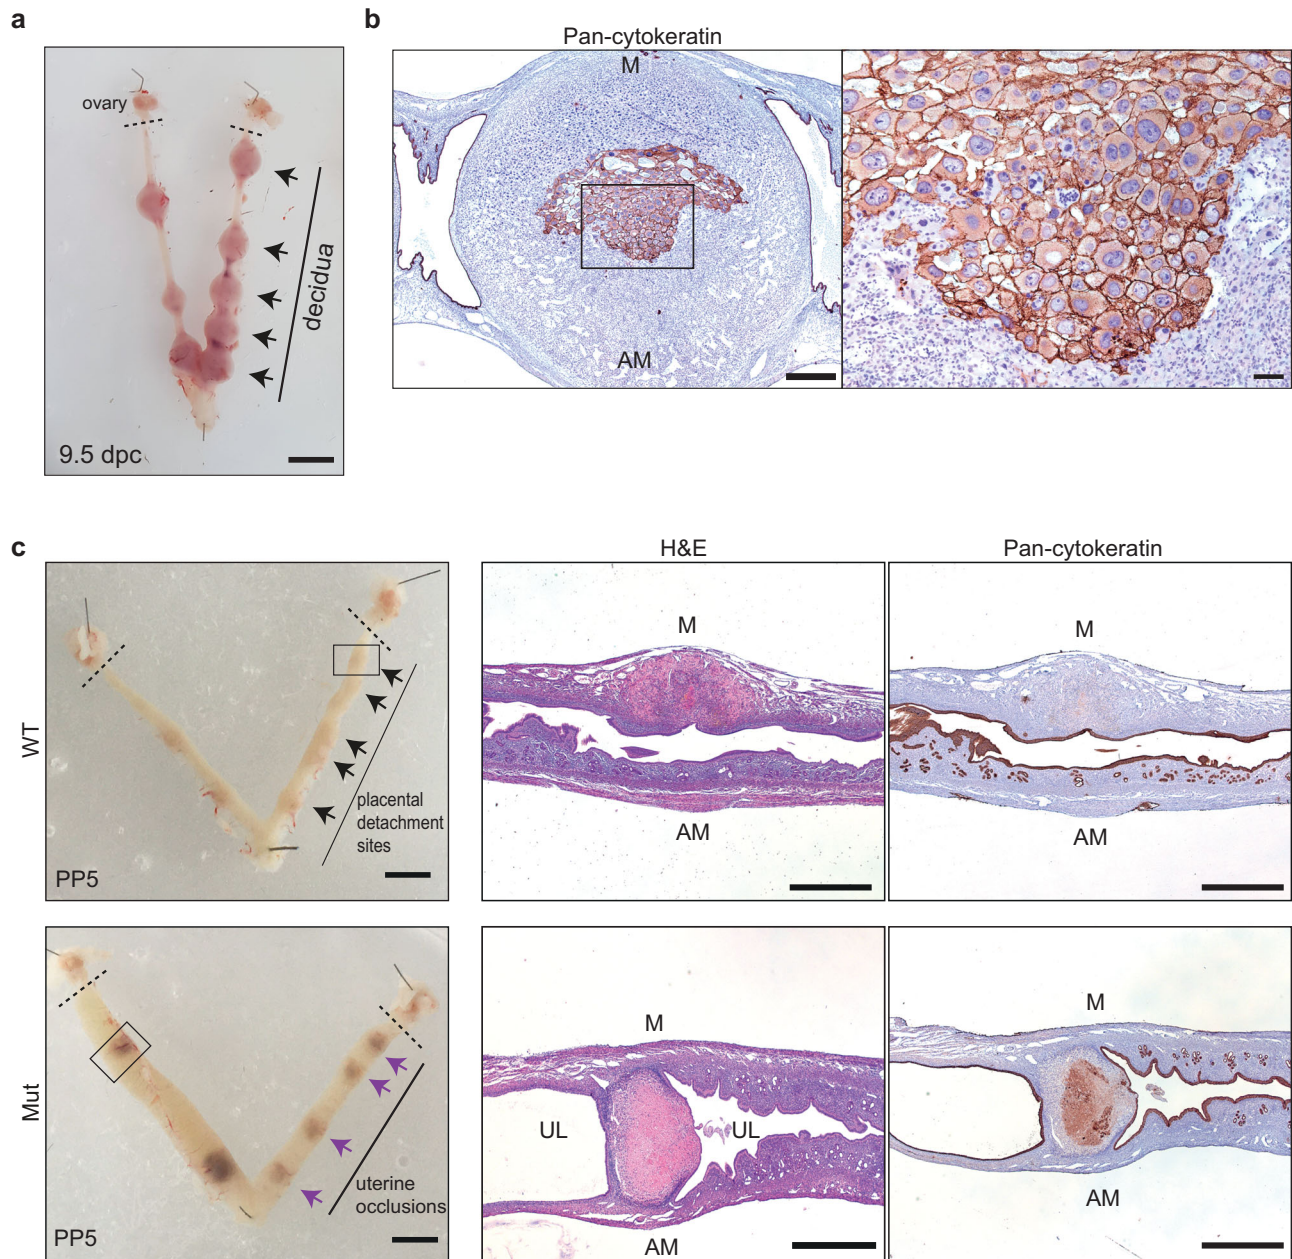 a
ovary
decidua
9.5 dpc
b
Pan-cytokeratin
M
AM
c
H&E
Pan-cytokeratin
WT
placental
detachment
sites
PP5
M
AM
M
AM
Mut
uterine
occlusions
PP5
M
UL
UL
AM
M
AM